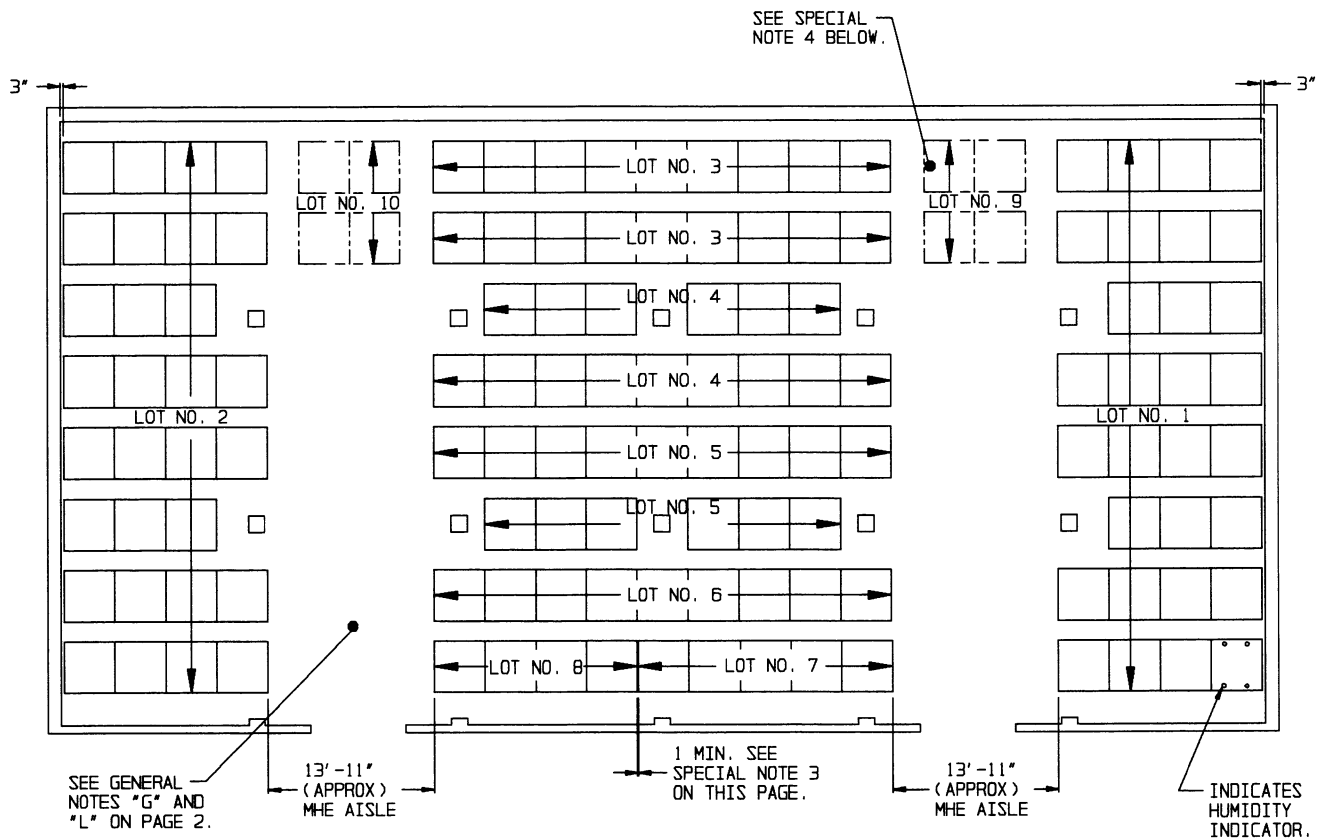 SEE SPECIAL
NOTE 4 BELOW.
3"
3"
LOT NO. 3
LOT NO. 10
LOT NO. 9
LOT NO. 3
LOT NO. 4
LOT NO. 4
LOT NO. 2
LOT NO. 1
LOT NO. 5
LOT NO. 5
LOT NO. 6
LOT NO. 8
LOT NO. 7
SEE GENERAL
NOTES "G" AND
"L" ON PAGE 2.
13'-11"
(APPROX)
MHE AISLE
1 MIN. SEE
SPECIAL NOTE 3
ON THIS PAGE.
13'-11"
(APPROX)
MHE AISLE
INDICATES
HUMIDITY
INDICATOR.